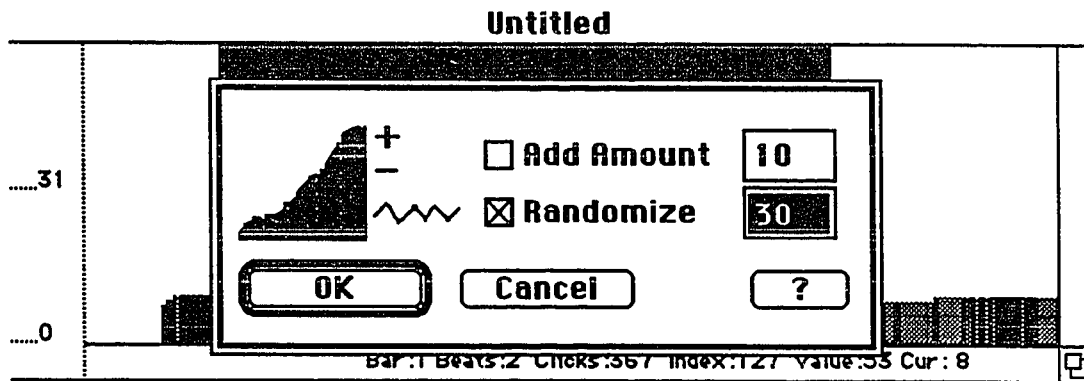 Untitled
+
Add Amount 10
−
......31
Randomize 30
OK Cancel ?
......0
Bar:1 Beats:2 Clicks:367 Index:127 Value:53 Cur: 8